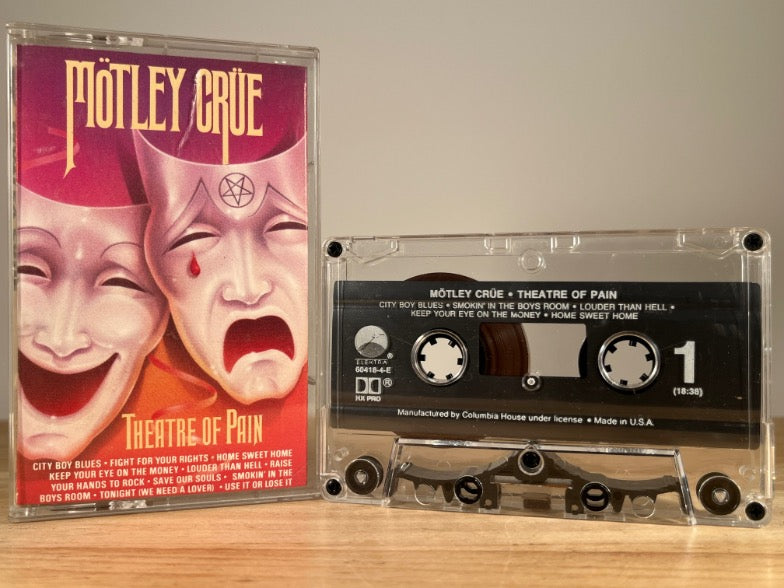 MÖTLEY CRÜE
THEATRE OF PAIN
CITY BOY BLUES • FIGHT FOR YOUR RIGHTS • HOME SWEET HOME
KEEP YOUR EYE ON THE MONEY • LOUDER THAN HELL • RAISE
YOUR HANDS TO ROCK • SAVE OUR SOULS • SMOKIN' IN THE
BOYS ROOM • TONIGHT (WE NEED A LOVER) • USE IT OR LOSE IT
MÖTLEY CRÜE • THEATRE OF PAIN
CITY BOY BLUES • SMOKIN' IN THE BOYS ROOM • LOUDER THAN HELL •
KEEP YOUR EYE ON THE MONEY • HOME SWEET HOME
ELEKTRA ®
60418-4-E
®
HX PRO
1
(18:38)
Manufactured by Columbia House under license • Made in U.S.A.